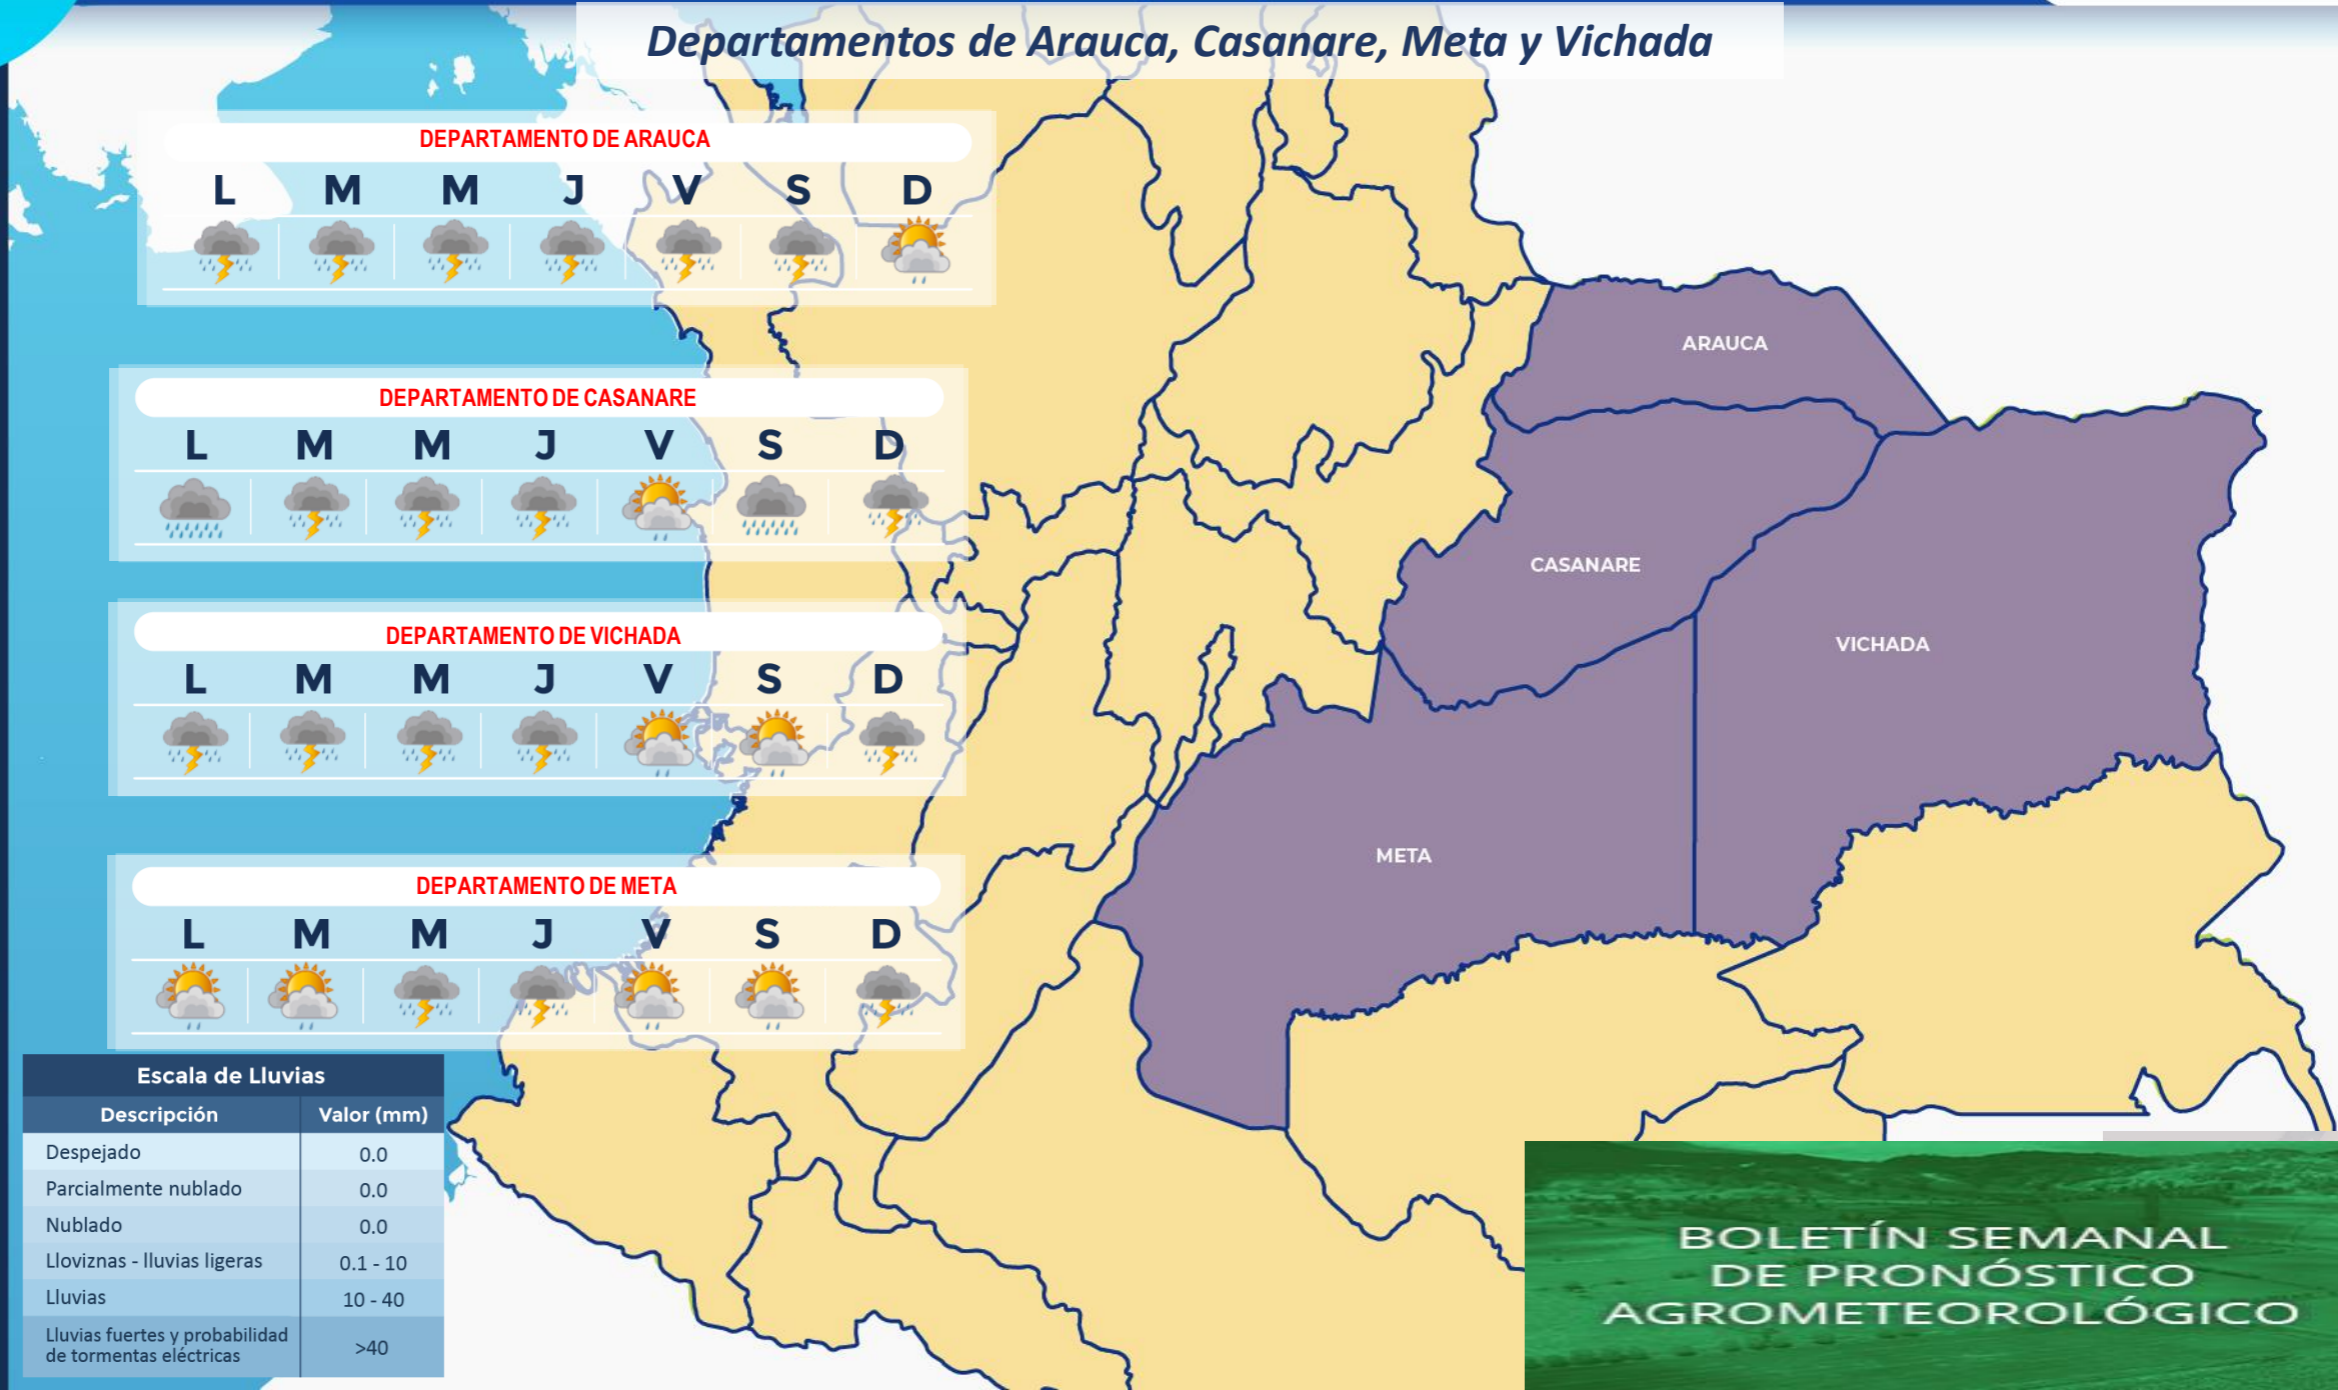 Departamentos de Arauca, Casanare, Meta y Vichada
DEPARTAMENTO DE ARAUCA
L M M J V S D
DEPARTAMENTO DE CASANARE
L M M J V S D
DEPARTAMENTO DE VICHADA
L M M J V S D
DEPARTAMENTO DE META
L M M J V S D
ARAUCA
CASANARE
VICHADA
META
Escala de Lluvias
Descripción Valor (mm)
Despejado 0.0
Parcialmente nublado 0.0
Nublado 0.0
Lloviznas - lluvias ligeras 0.1 - 10
Lluvias 10 - 40
Lluvias fuertes y probabilidad
de tormentas eléctricas >40
BOLETÍN SEMANAL
DE PRONÓSTICO
AGROMETEOROLÓGICO